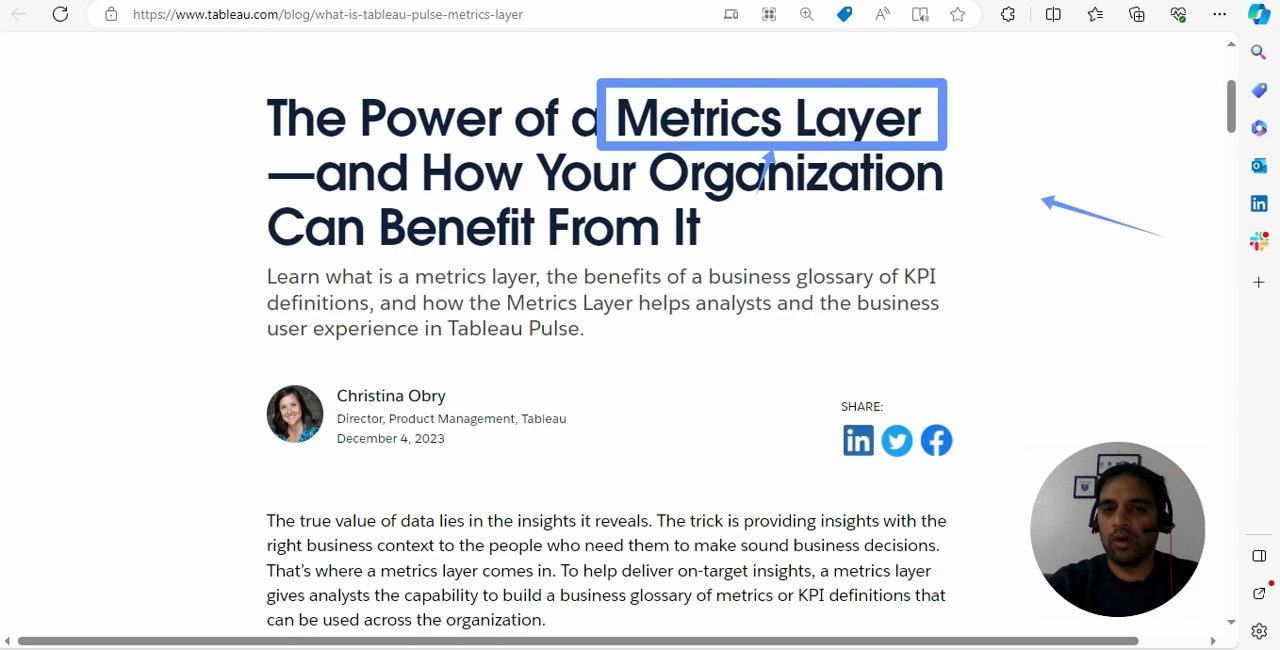 https://www.tableau.com/blog/what-is-tableau-pulse-metrics-layer
The Power of a Metrics Layer
—and How Your Organization
Can Benefit From It
Learn what is a metrics layer, the benefits of a business glossary of KPI
definitions, and how the Metrics Layer helps analysts and the business
user experience in Tableau Pulse.
Christina Obry
Director, Product Management, Tableau
December 4, 2023
SHARE:
The true value of data lies in the insights it reveals. The trick is providing insights with the
right business context to the people who need them to make sound business decisions.
That’s where a metrics layer comes in. To help deliver on-target insights, a metrics layer
gives analysts the capability to build a business glossary of metrics or KPI definitions that
can be used across the organization.